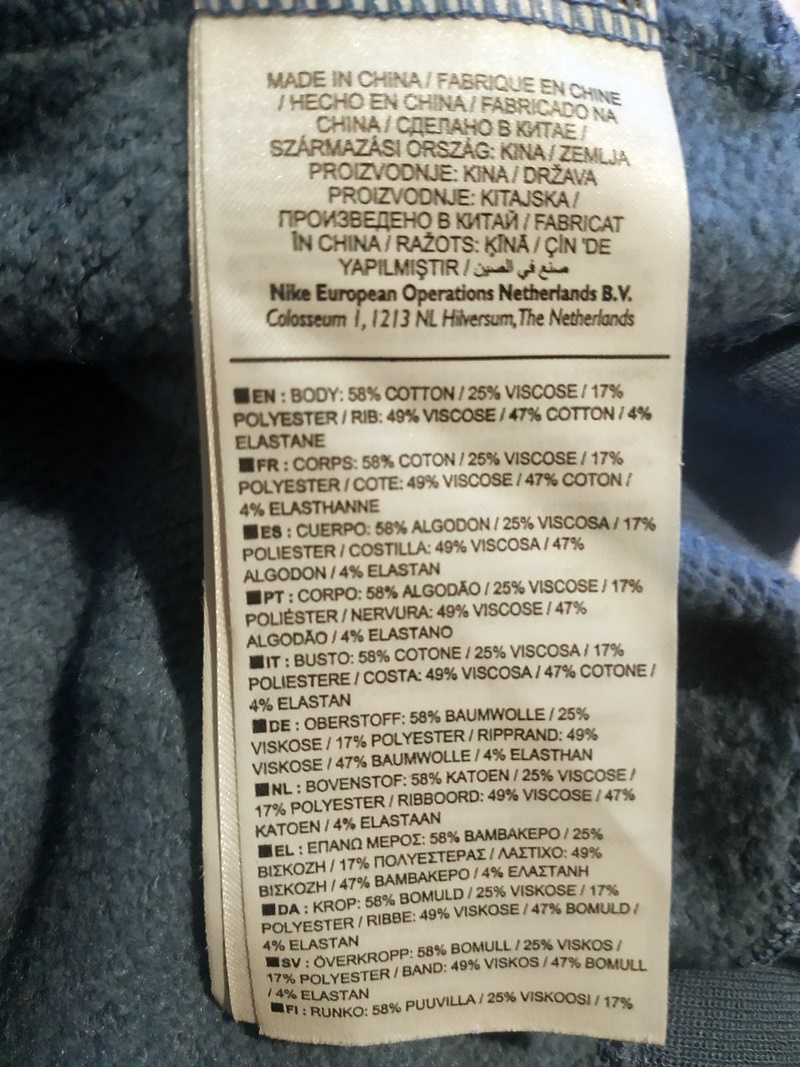 MADE IN CHINA / FABRIQUE EN CHINE
/ HECHO EN CHINA / FABRICADO NA
CHINA / СДЕЛАНО В КИТАЕ /
SZÁRMAZÁSI ORSZÁG: KINA / ZEMLJA
PROIZVODNJE: KINA / DRŽAVA
PROIZVODNJE: KITAJSKA /
ПРОИЗВЕДЕНО В КИТАЙ / FABRICAT
ÎN CHINA / RAŽOTS: ĶĪNĀ / ÇİN 'DE
YAPILMIŞTIR / صنع في الصين
Nike European Operations Netherlands B.V.
Colosseum 1, 1213 NL Hilversum, The Netherlands
■EN : BODY: 58% COTTON / 25% VISCOSE / 17%
POLYESTER / RIB: 49% VISCOSE / 47% COTTON / 4%
ELASTANE
■FR : CORPS: 58% COTON / 25% VISCOSE / 17%
POLYESTER / COTE: 49% VISCOSE / 47% COTON /
4% ELASTHANNE
■ES : CUERPO: 58% ALGODON / 25% VISCOSA / 17%
POLIESTER / COSTILLA: 49% VISCOSA / 47%
ALGODON / 4% ELASTAN
■PT : CORPO: 58% ALGODÃO / 25% VISCOSE / 17%
POLIÉSTER / NERVURA: 49% VISCOSE / 47%
ALGODÃO / 4% ELASTANO
■IT : BUSTO: 58% COTONE / 25% VISCOSA / 17%
POLIESTERE / COSTA: 49% VISCOSA / 47% COTONE /
4% ELASTAN
■DE : OBERSTOFF: 58% BAUMWOLLE / 25%
VISKOSE / 17% POLYESTER / RIPPRAND: 49%
VISKOSE / 47% BAUMWOLLE / 4% ELASTHAN
■NL : BOVENSTOF: 58% KATOEN / 25% VISCOSE /
17% POLYESTER / RIBBOORD: 49% VISCOSE / 47%
KATOEN / 4% ELASTAAN
■EL : ΕΠΑΝΩ ΜΕΡΟΣ: 58% ΒΑΜΒΑΚΕΡΟ / 25%
ΒΙΣΚΟΖΗ / 17% ΠΟΛΥΕΣΤΕΡΑΣ / ΛΑΣΤΙΧΟ: 49%
ΒΙΣΚΟΖΗ / 47% ΒΑΜΒΑΚΕΡΟ / 4% ΕΛΑΣΤΑΝΗ
■DA : KROP: 58% BOMULD / 25% VISKOSE / 17%
POLYESTER / RIBBE: 49% VISKOSE / 47% BOMULD /
4% ELASTAN
■SV : ÖVERKROPP: 58% BOMULL / 25% VISKOS /
17% POLYESTER / BAND: 49% VISKOS / 47% BOMULL
/ 4% ELASTAN
■FI : RUNKO: 58% PUUVILLA / 25% VISKOOSI / 17%